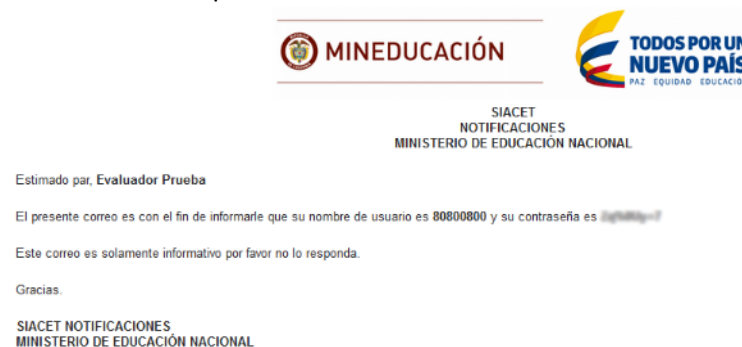 MINEDUCACIÓN
TODOS POR UN
NUEVO PAÍS
PAZ EQUIDAD EDUCACIÓ
SIACET
NOTIFICACIONES
MINISTERIO DE EDUCACIÓN NACIONAL
Estimado par, Evaluador Prueba
El presente correo es con el fin de informarle que su nombre de usuario es 80800800 y su contraseña es
Este correo es solamente informativo por favor no lo responda.
Gracias.
SIACET NOTIFICACIONES
MINISTERIO DE EDUCACIÓN NACIONAL